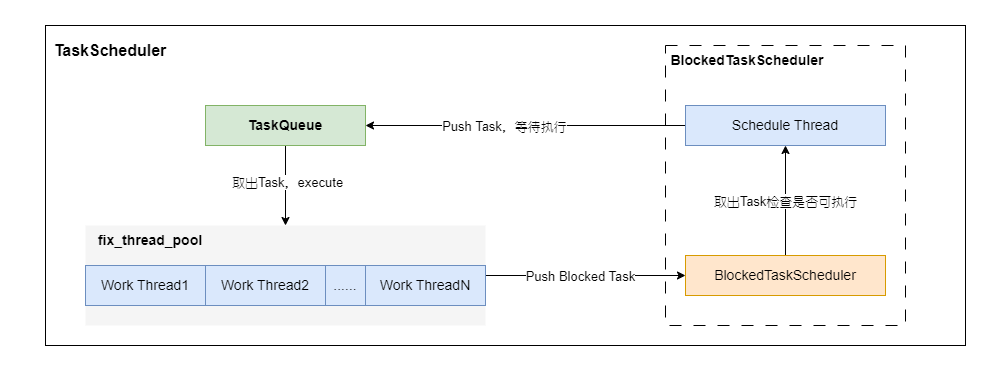 TaskScheduler
BlockedTaskScheduler
TaskQueue
Push Task，等待执行
Schedule Thread
取出Task，execute
取出Task检查是否可执行
fix_thread_pool
Work Thread1
Work Thread2
......
Work ThreadN
Push Blocked Task
BlockedTaskScheduler